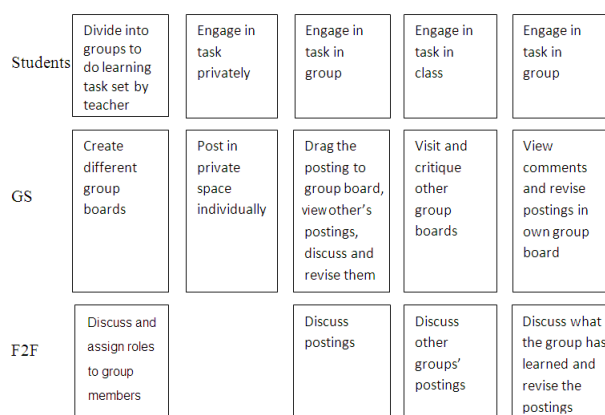 Students
Divide into
groups to
do learning
task set by
teacher
Engage in
task
privately
Engage in
task in
group
Engage in
task in
class
Engage in
task in
group
GS
Create
different
group
boards
Post in
private
space
individually
Drag the
posting to
group board,
view other's
postings,
discuss and
revise them
Visit and
critique
other
group
boards
View
comments
and revise
postings in
own group
board
F2F
Discuss and
assign roles
to group
members
Discuss
postings
Discuss
other
groups'
postings
Discuss what
the group has
learned and
revise the
postings